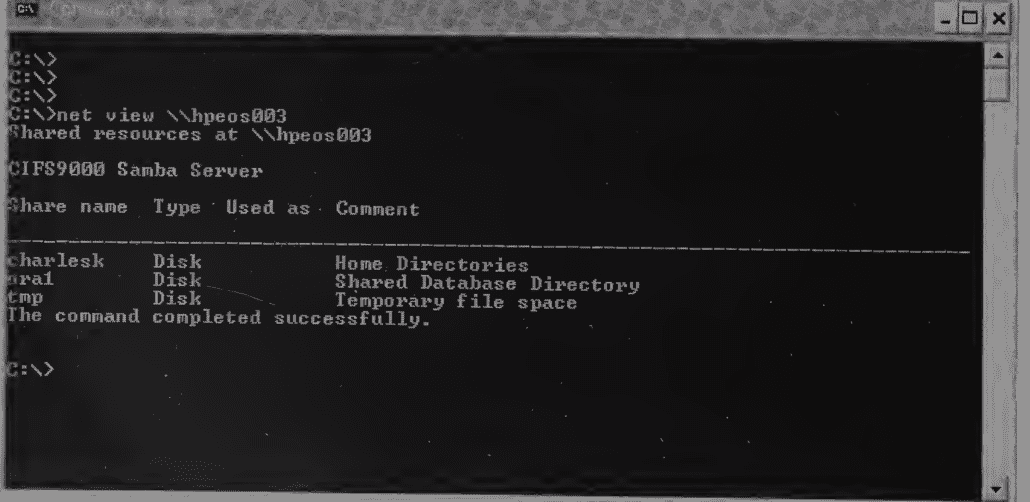 C:\>
C:\>
C:\>
C:\>net view \\hpeos003
Shared resources at \\hpeos003
CIFS9000 Samba Server
Share name Type Used as Comment
charlesk Disk Home Directories
ora1 Disk Shared Database Directory
tmp Disk Temporary file space
The command completed successfully.
C:\>